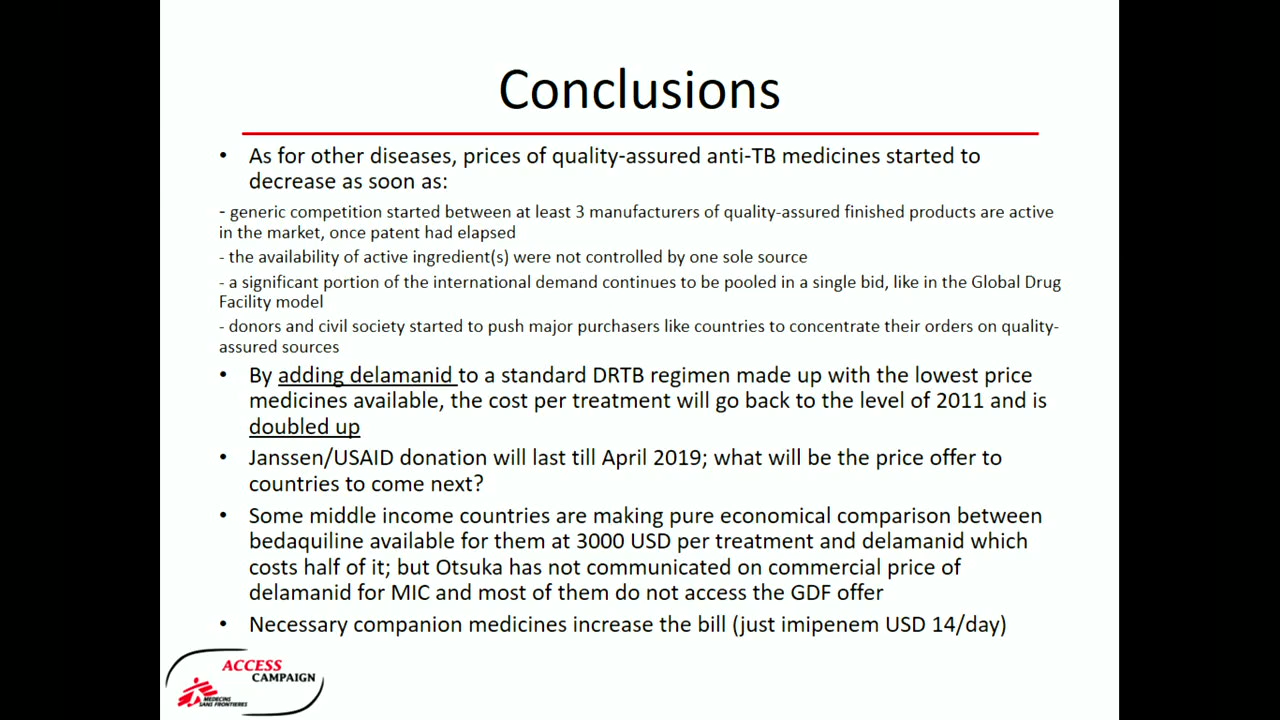 Conclusions
• As for other diseases, prices of quality-assured anti-TB medicines started to
decrease as soon as:
- generic competition started between at least 3 manufacturers of quality-assured finished products are active
in the market, once patent had elapsed
- the availability of active ingredient(s) were not controlled by one sole source
- a significant portion of the international demand continues to be pooled in a single bid, like in the Global Drug
Facility model
- donors and civil society started to push major purchasers like countries to concentrate their orders on quality-
assured sources
• By adding delamanid to a standard DRTB regimen made up with the lowest price
medicines available, the cost per treatment will go back to the level of 2011 and is
doubled up
• Janssen/USAID donation will last till April 2019; what will be the price offer to
countries to come next?
• Some middle income countries are making pure economical comparison between
bedaquiline available for them at 3000 USD per treatment and delamanid which
costs half of it; but Otsuka has not communicated on commercial price of
delamanid for MIC and most of them do not access the GDF offer
• Necessary companion medicines increase the bill (just imipenem USD 14/day)
ACCESS
CAMPAIGN
MEDECINS
SANS FRONTIERES